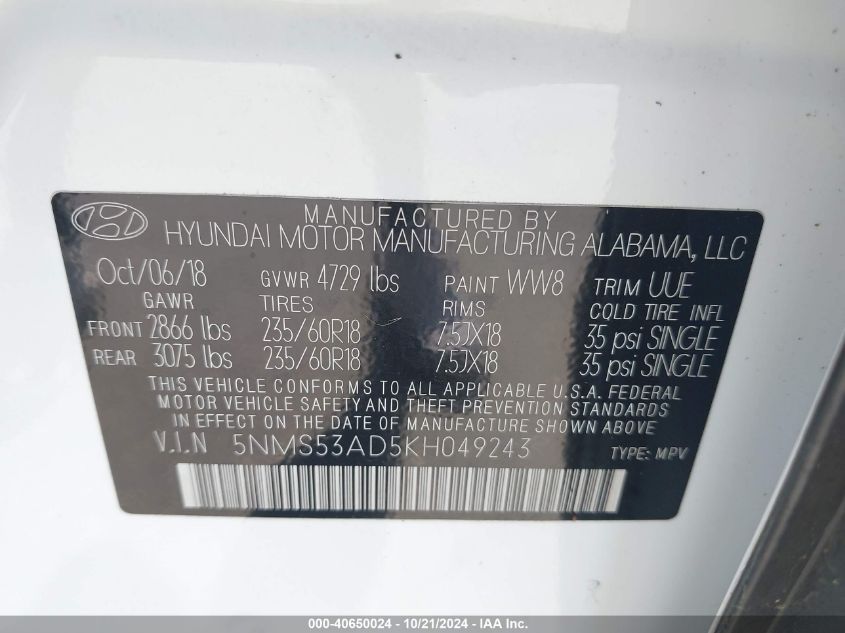 MANUFACTURED BY
HYUNDAI MOTOR MANUFACTURING ALABAMA, LLC
Oct/06/18 GVWR 4729 lbs PAINT WW8 TRIM UUE
GAWR TIRES RIMS COLD TIRE INFL
FRONT 2866 lbs 235/60R18 7.5JX18 35 psi SINGLE
REAR 3075 lbs 235/60R18 7.5JX18 35 psi SINGLE
THIS VEHICLE CONFORMS TO ALL APPLICABLE U.S.A. FEDERAL
MOTOR VEHICLE SAFETY AND THEFT PREVENTION STANDARDS
IN EFFECT ON THE DATE OF MANUFACTURE SHOWN ABOVE
V.I.N 5NMS53AD5KH049243 TYPE: MPV
000-40650024 - 10/21/2024 - Copyright © 2024 IAA, Inc.